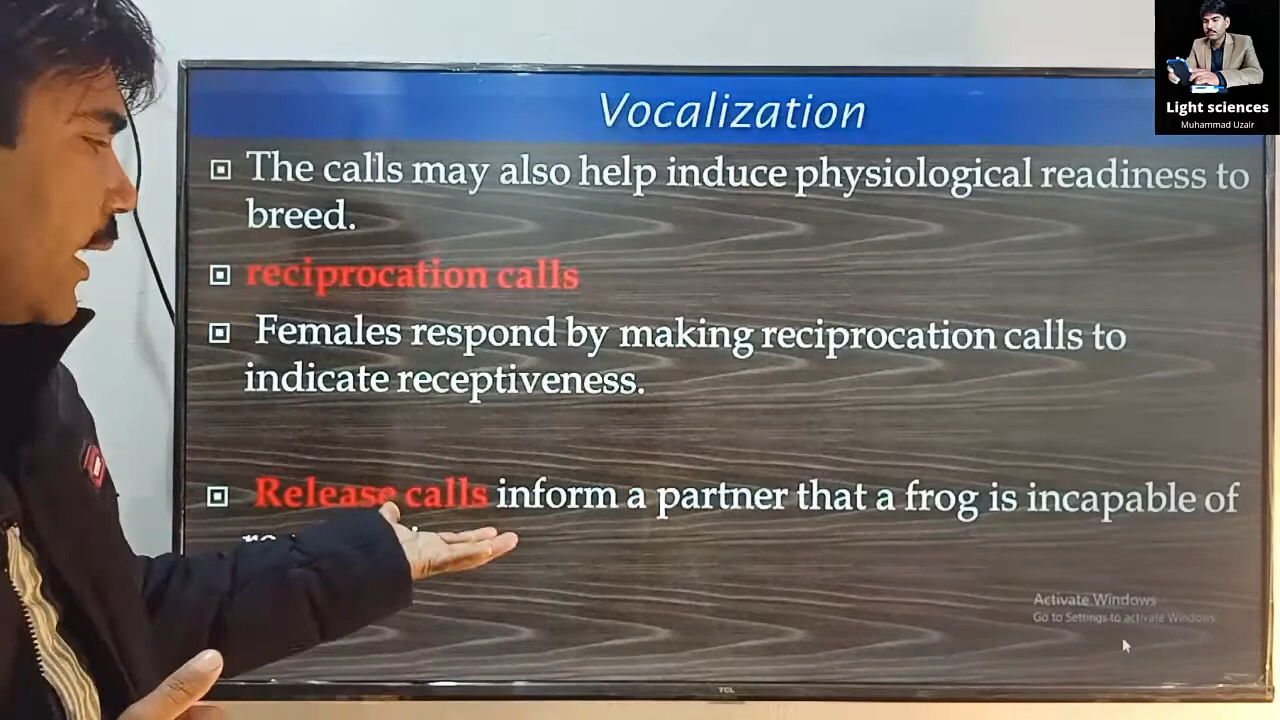 Light sciences
Muhammad Uzair
Vocalization
The calls may also help induce physiological readiness to
breed.
reciprocation calls
Females respond by making reciprocation calls to
indicate receptiveness.
Release calls inform a partner that a frog is incapable of
Activate Windows
Go to Settings to activate Windows.
TCL